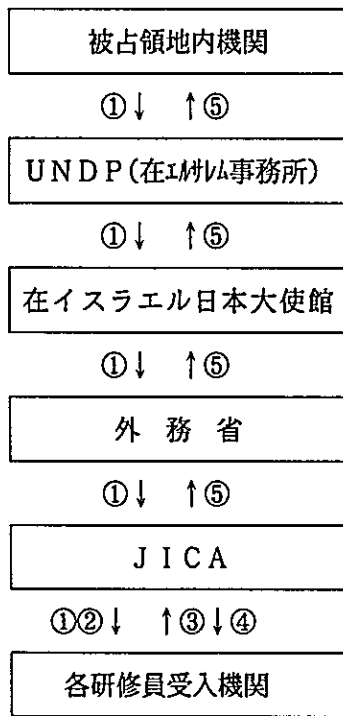 被占領地内機関
①↓ ↑⑤
UNDP(在ｴﾙｻﾚﾑ事務所)
①↓ ↑⑤
在イスラエル日本大使館
①↓ ↑⑤
外務省
①↓ ↑⑤
JICA
①②↓ ↑③↓④
各研修員受入機関